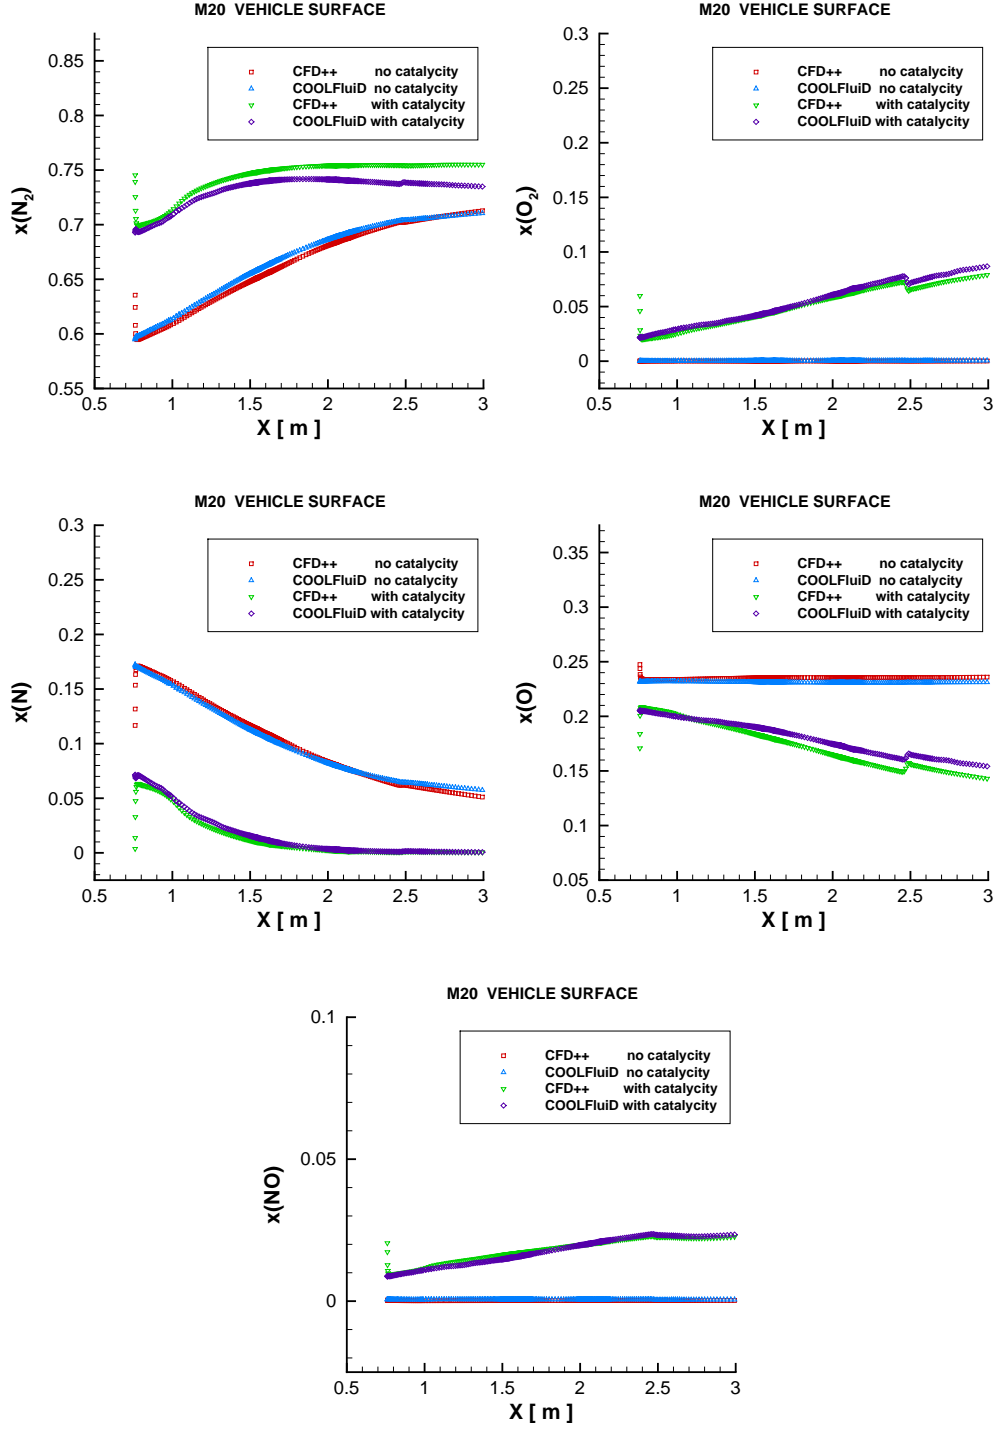 M20 VEHICLE SURFACE
CFD++ no catalycity
COOLFluiD no catalycity
CFD++ with catalycity
COOLFluiD with catalycity
x(N2)
0.85
0.8
0.75
0.7
0.65
0.6
0.55
0.5 1 1.5 2 2.5 3
X [ m ]
M20 VEHICLE SURFACE
CFD++ no catalycity
COOLFluiD no catalycity
CFD++ with catalycity
COOLFluiD with catalycity
x(O2)
0.3
0.25
0.2
0.15
0.1
0.05
0
0.5 1 1.5 2 2.5 3
X [ m ]
M20 VEHICLE SURFACE
CFD++ no catalycity
COOLFluiD no catalycity
CFD++ with catalycity
COOLFluiD with catalycity
x(N)
0.3
0.25
0.2
0.15
0.1
0.05
0
0.5 1 1.5 2 2.5 3
X [ m ]
M20 VEHICLE SURFACE
CFD++ no catalycity
COOLFluiD no catalycity
CFD++ with catalycity
COOLFluiD with catalycity
x(O)
0.35
0.3
0.25
0.2
0.15
0.1
0.05
0.5 1 1.5 2 2.5 3
X [ m ]
M20 VEHICLE SURFACE
CFD++ no catalycity
COOLFluiD no catalycity
CFD++ with catalycity
COOLFluiD with catalycity
x(NO)
0.1
0.05
0
0.5 1 1.5 2 2.5 3
X [ m ]